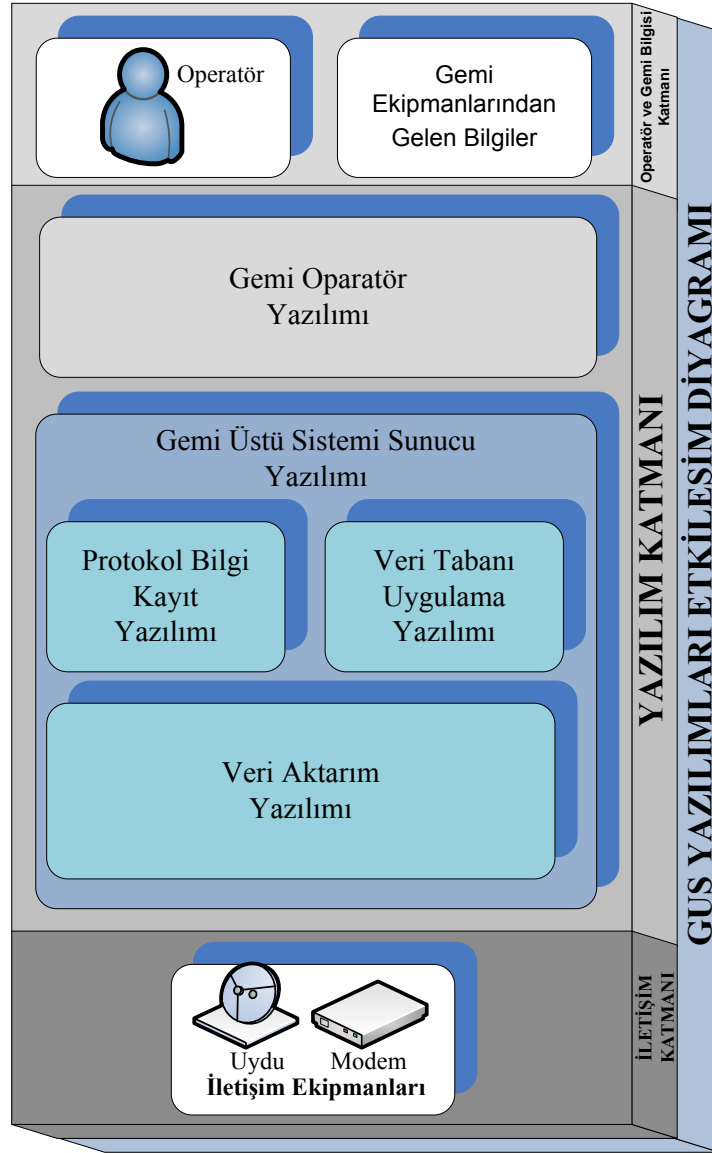 Operatör
Gemi
Ekipmanlarından
Gelen Bilgiler
Operatör ve Gemi Bilgisi
Katmanı
Gemi Oparatör
Yazılımı
Gemi Üstü Sistemi Sunucu
Yazılımı
Protokol Bilgi
Kayıt
Yazılımı
Veri Tabanı
Uygulama
Yazılımı
Veri Aktarım
Yazılımı
YAZILIM KATMANI
Uydu Modem
İletişim Ekipmanları
İLETİŞİM
KATMANI
GUS YAZILIMLARI ETKİLEŞİM DİYAGRAMI